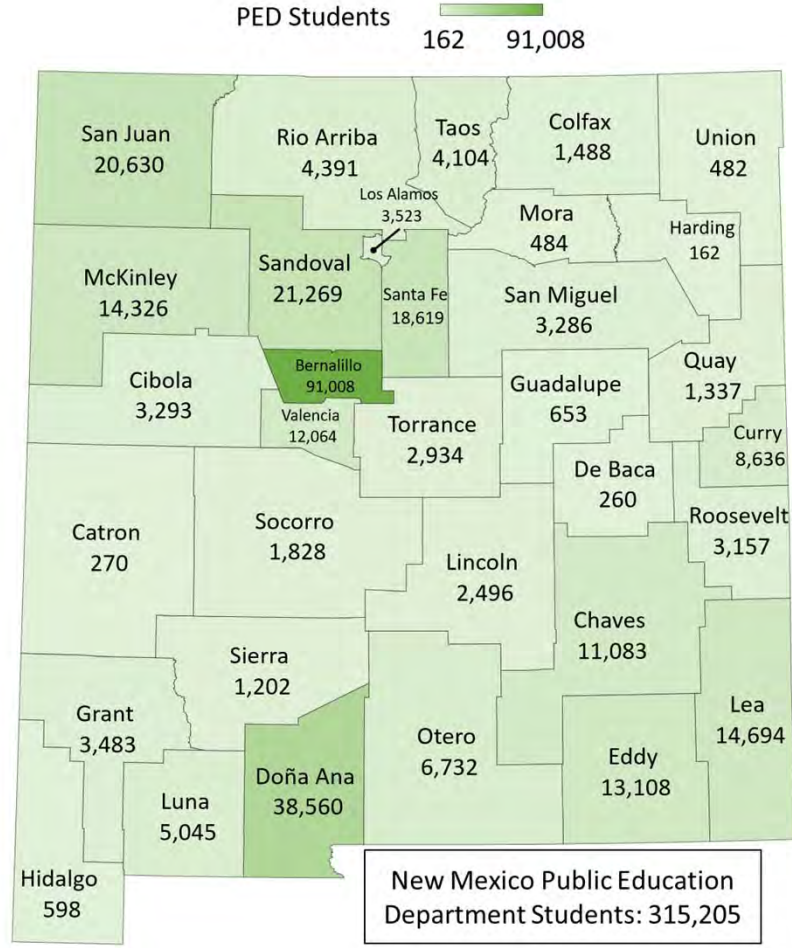 PED Students
162 91,008
San Juan
20,630
Rio Arriba
4,391
Taos
4,104
Colfax
1,488
Union
482
Los Alamos
3,523
Mora
484
Harding
162
McKinley
14,326
Sandoval
21,269
Santa Fe
18,619
San Miguel
3,286
Quay
1,337
Cibola
3,293
Bernalillo
91,008
Valencia
12,064
Torrance
2,934
Guadalupe
653
Curry
8,636
De Baca
260
Roosevelt
3,157
Catron
270
Socorro
1,828
Lincoln
2,496
Chaves
11,083
Sierra
1,202
Grant
3,483
Lea
14,694
Otero
6,732
Eddy
13,108
Doña Ana
38,560
Luna
5,045
Hidalgo
598
New Mexico Public Education
Department Students: 315,205